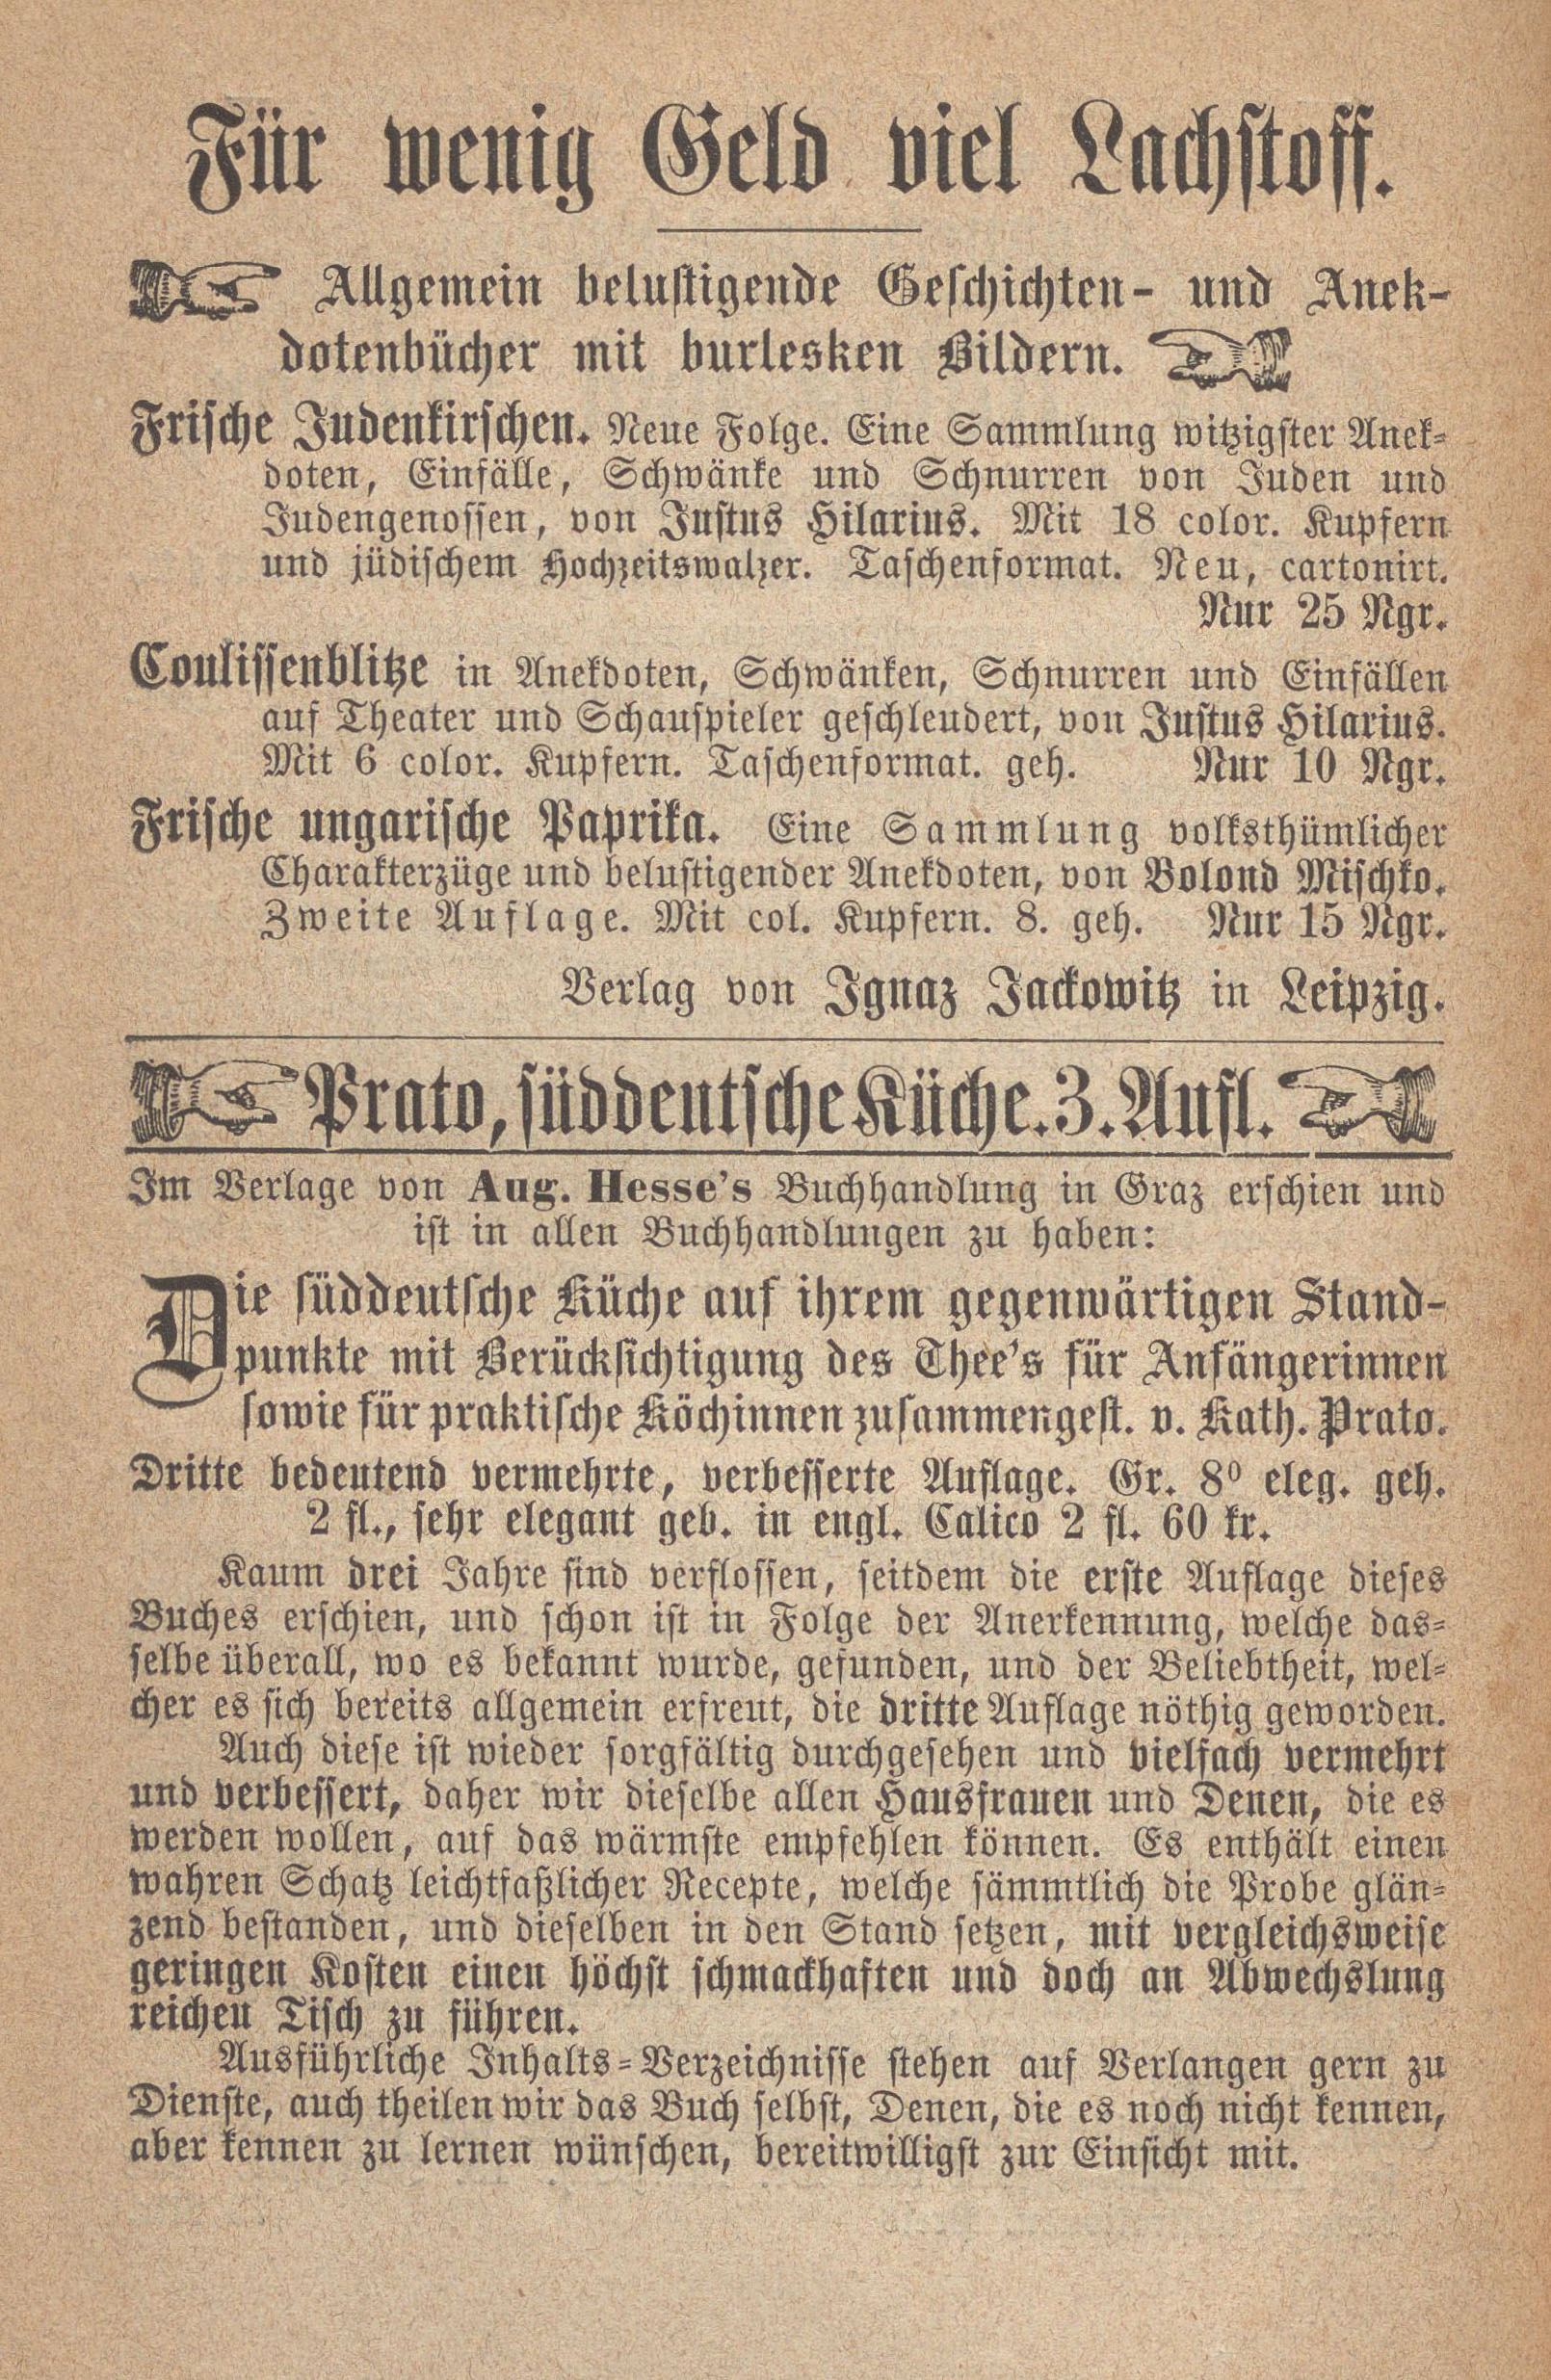 Für wenig Geld viel Lachstoff.
Allgemein belustigende Geschichten- und Anek-
dotenbücher mit burlesken Bildern.
Frische Judenkirschen. Neue Folge. Eine Sammlung witzigster Anek-
doten, Einfälle, Schwänke und Schnurren von Juden und
Judengenossen, von Justus Hilarius. Mit 18 color. Kupfern
und jüdischem Hochzeitswalzer. Taschenformat. Neu, cartonirt.
Nur 25 Ngr.
Coulissenblitze in Anekdoten, Schwänken, Schnurren und Einfällen
auf Theater und Schauspieler geschleudert, von Justus Hilarius.
Mit 6 color. Kupfern. Taschenformat. geh. Nur 10 Ngr.
Frische ungarische Paprika. Eine Sammlung volksthümlicher
Charakterzüge und belustigender Anekdoten, von Bolond Mischko.
Zweite Auflage. Mit col. Kupfern. 8. geh. Nur 15 Ngr.
Verlag von Ignaz Jackowitz in Leipzig.
Prato, süddeutsche Küche. 3. Aufl.
Im Verlage von Aug. Hesse's Buchhandlung in Graz erschien und
ist in allen Buchhandlungen zu haben:
Die süddeutsche Küche auf ihrem gegenwärtigen Stand-
punkte mit Berücksichtigung des Thee's für Anfängerinnen
sowie für praktische Köchinnen zusammengest. v. Kath. Prato.
Dritte bedeutend vermehrte, verbesserte Auflage. Gr. 8⁰ eleg. geh.
2 fl., sehr elegant geb. in engl. Calico 2 fl. 60 kr.
Kaum drei Jahre sind verflossen, seitdem die erste Auflage dieses
Buches erschien, und schon ist in Folge der Anerkennung, welche das-
selbe überall, wo es bekannt wurde, gefunden, und der Beliebtheit, wel-
cher es sich bereits allgemein erfreut, die dritte Auflage nöthig geworden.
Auch diese ist wieder sorgfältig durchgesehen und vielfach vermehrt
und verbessert, daher wir dieselbe allen Hausfrauen und Denen, die es
werden wollen, auf das wärmste empfehlen können. Es enthält einen
wahren Schatz leichtfaßlicher Recepte, welche sämmtlich die Probe glän-
zend bestanden, und dieselben in den Stand setzen, mit vergleichsweise
geringen Kosten einen höchst schmackhaften und doch an Abwechslung
reichen Tisch zu führen.
Ausführliche Inhalts-Verzeichnisse stehen auf Verlangen gern zu
Dienste, auch theilen wir das Buch selbst, Denen, die es noch nicht kennen,
aber kennen zu lernen wünschen, bereitwilligst zur Einsicht mit.